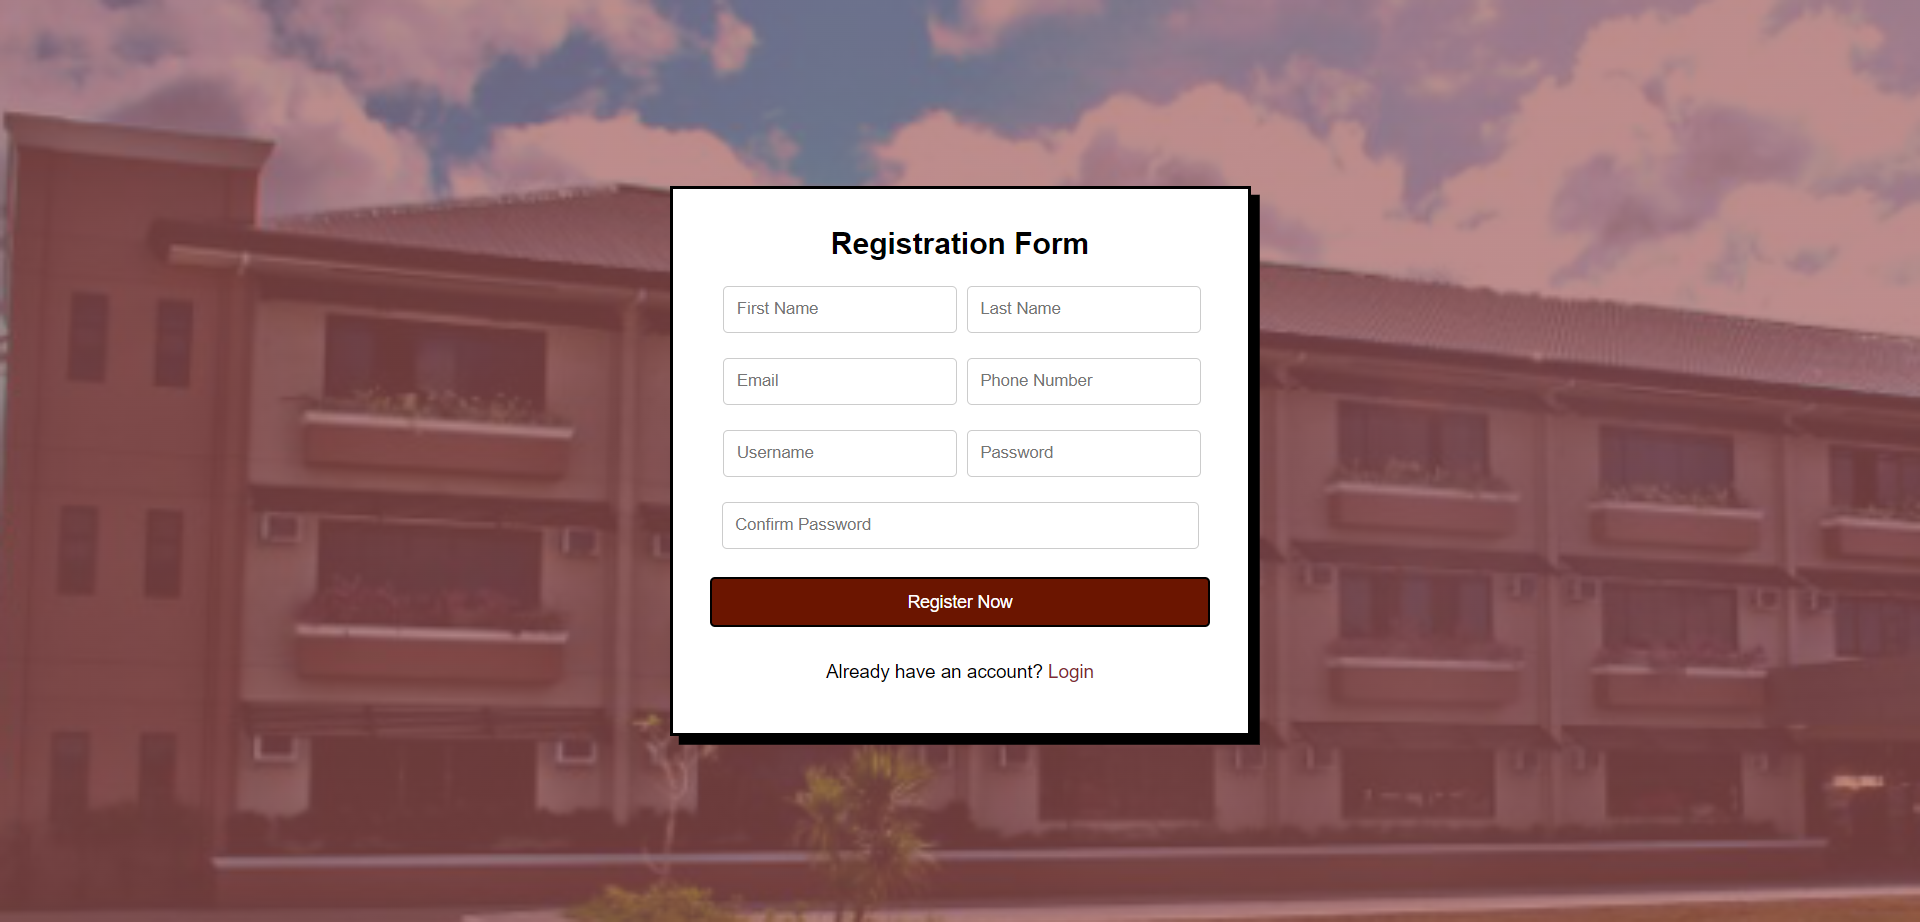 Registration Form
First Name Last Name
Email Phone Number
Username Password
Confirm Password
Register Now
Already have an account? Login